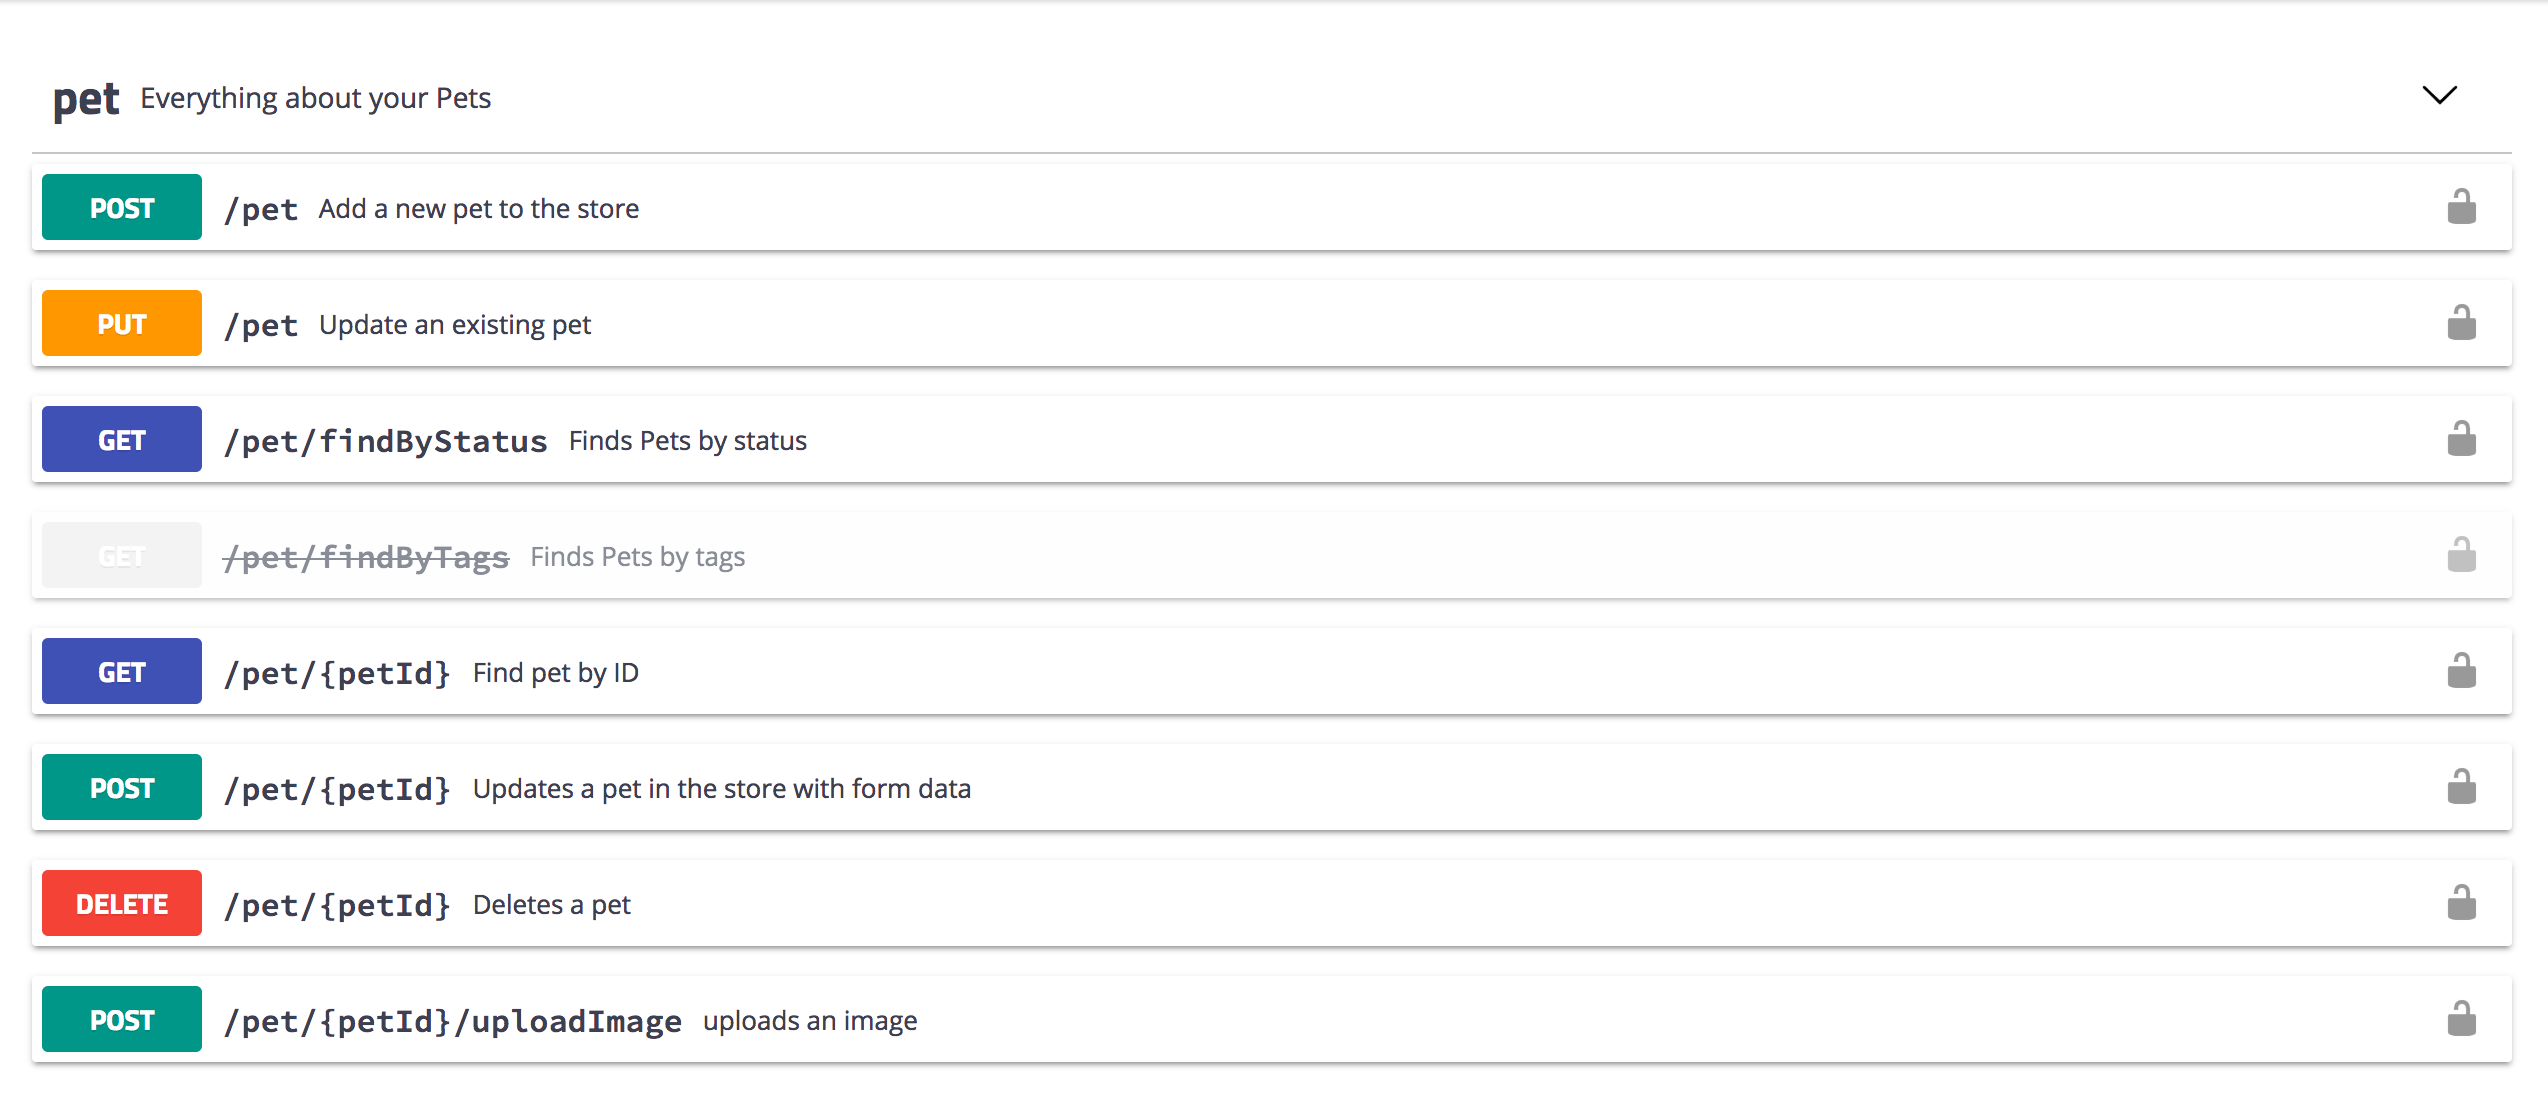 pet Everything about your Pets
POST /pet Add a new pet to the store
PUT /pet Update an existing pet
GET /pet/findByStatus Finds Pets by status
GET /pet/findByTags Finds Pets by tags
GET /pet/{petId} Find pet by ID
POST /pet/{petId} Updates a pet in the store with form data
DELETE /pet/{petId} Deletes a pet
POST /pet/{petId}/uploadImage uploads an image